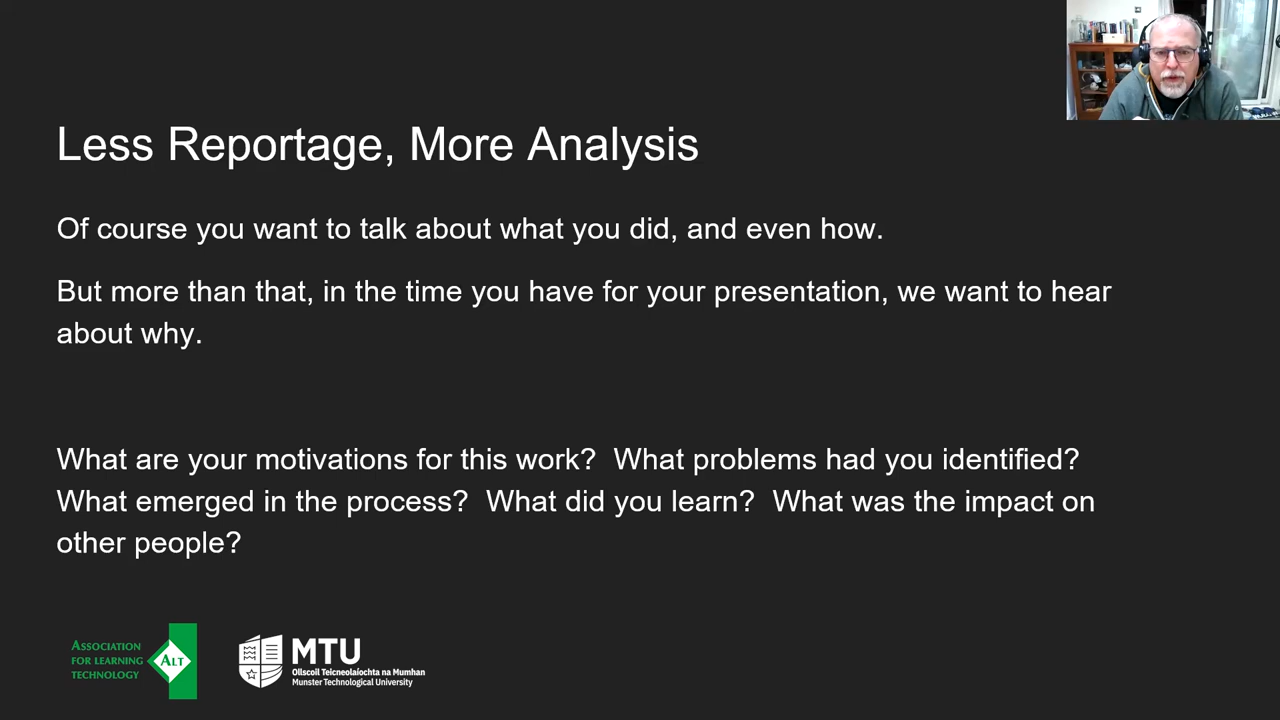 Less Reportage, More Analysis
Of course you want to talk about what you did, and even how.
But more than that, in the time you have for your presentation, we want to hear
about why.
What are your motivations for this work?  What problems had you identified?
What emerged in the process?  What did you learn?  What was the impact on
other people?
ASSOCIATION
FOR LEARNING
TECHNOLOGY
ALT
MTU
Ollscoil Teicneolaíochta na Mumhan
Munster Technological University